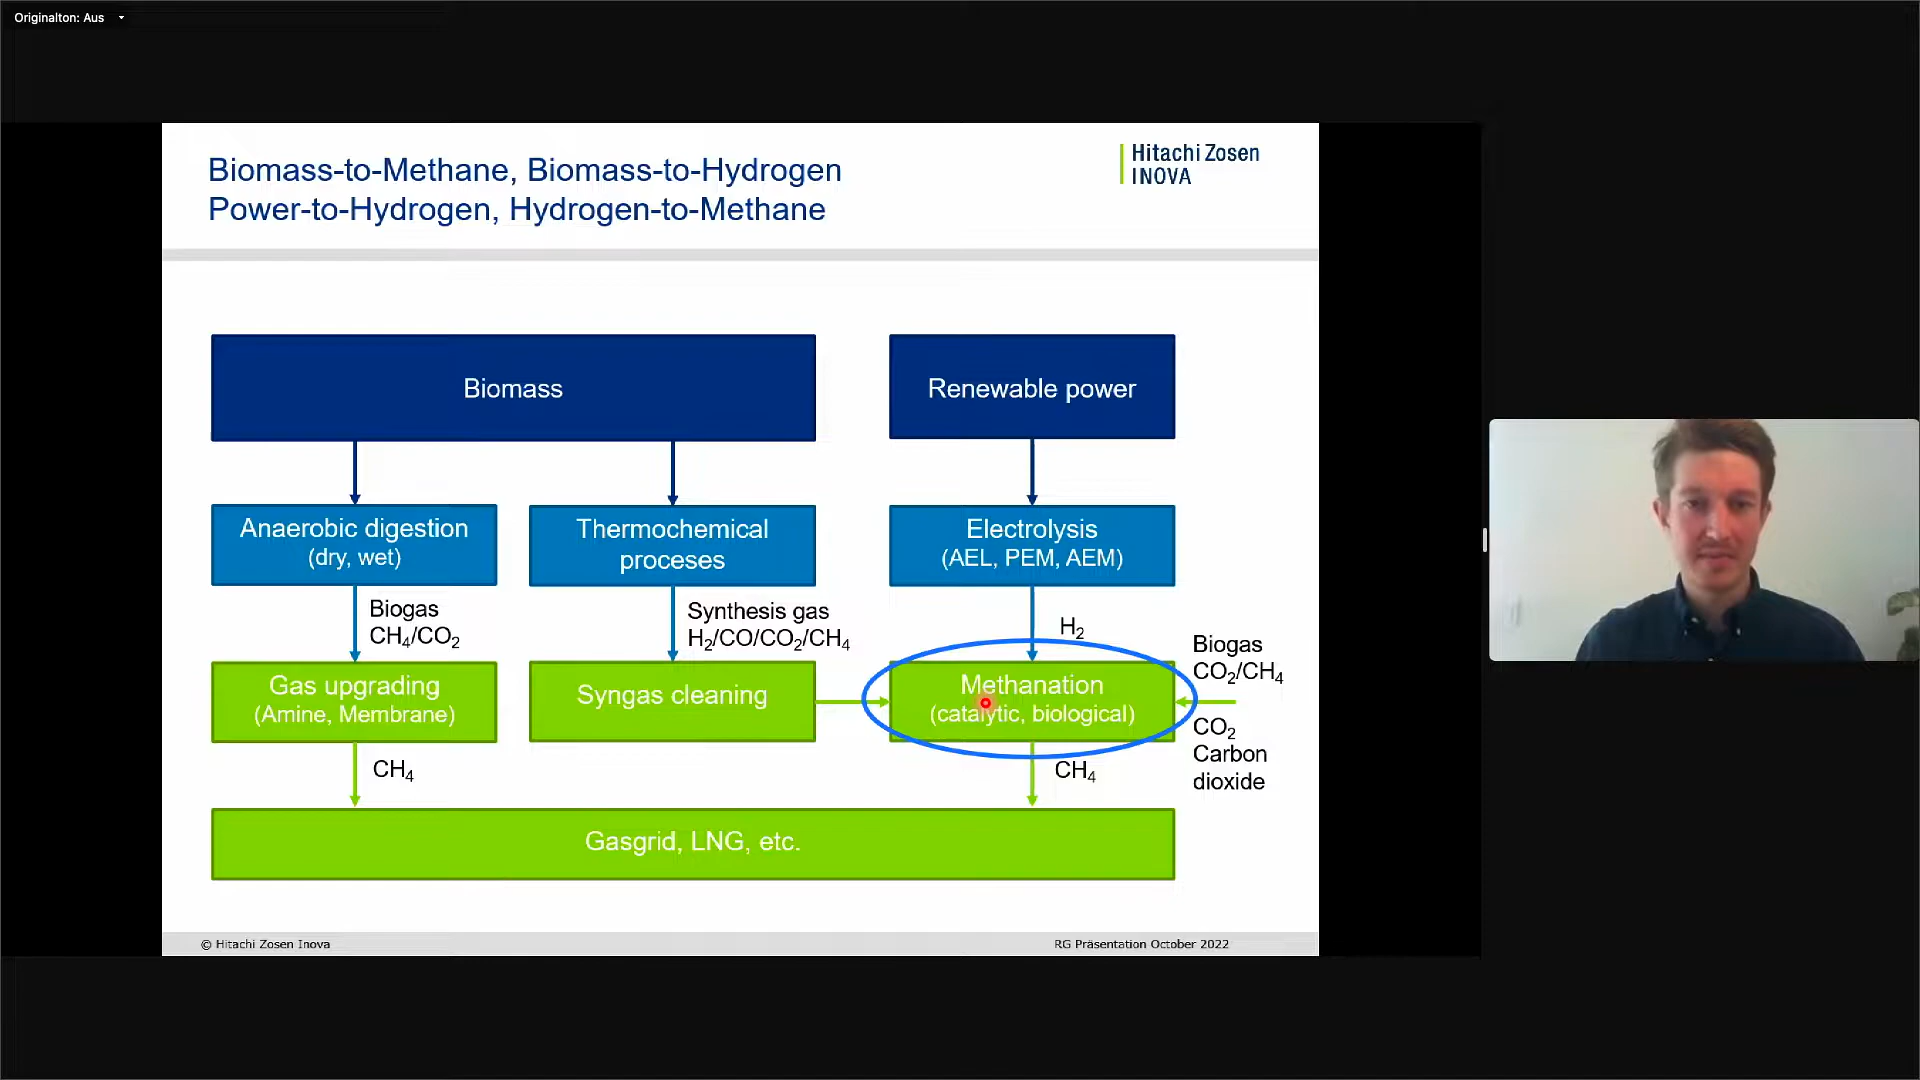 Originalton: Aus
Biomass-to-Methane, Biomass-to-Hydrogen
Power-to-Hydrogen, Hydrogen-to-Methane
Hitachi Zosen
INOVA
Biomass
Renewable power
Anaerobic digestion
(dry, wet)
Thermochemical
proceses
Electrolysis
(AEL, PEM, AEM)
Biogas
CH₄/CO₂
Synthesis gas
H₂/CO/CO₂/CH₄
H₂
Biogas
CO₂/CH₄
Gas upgrading
(Amine, Membrane)
Syngas cleaning
Methanation
(catalytic, biological)
CO₂
Carbon
dioxide
CH₄
CH₄
Gasgrid, LNG, etc.
© Hitachi Zosen Inova
RG Präsentation October 2022